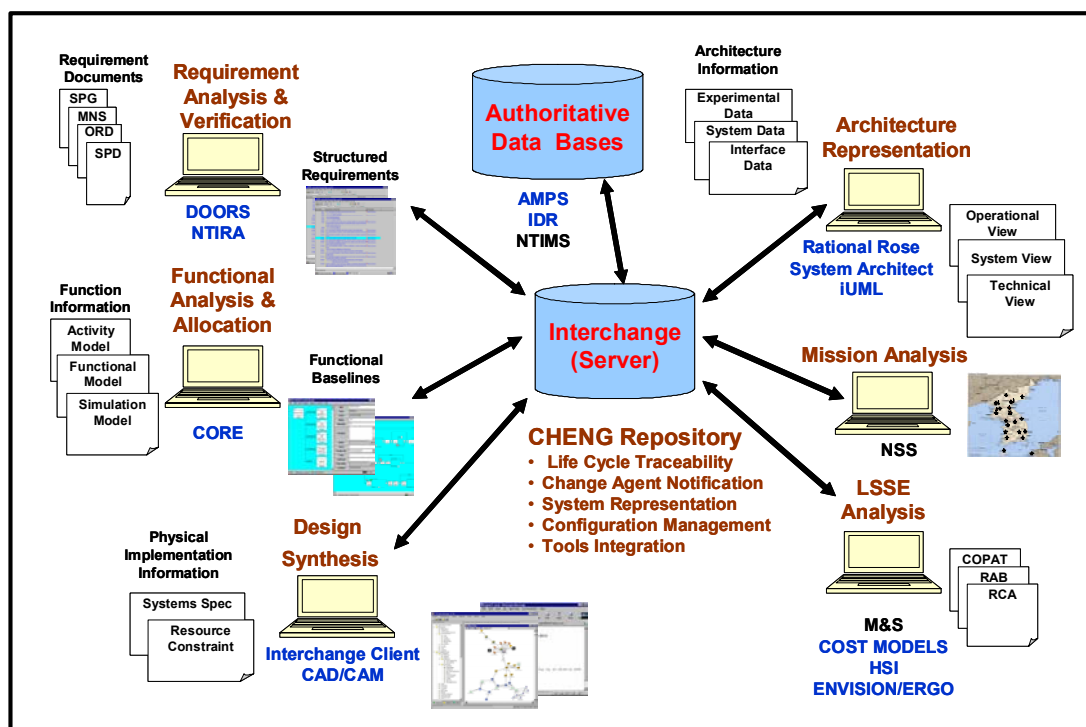 Requirement
Documents
SPG
MNS
ORD
SPD
Requirement
Analysis &
Verification
DOORS
NTIRA
Structured
Requirements
Authoritative
Data Bases
AMPS
IDR
NTIMS
Architecture
Information
Experimental
Data
System Data
Interface
Data
Architecture
Representation
Rational Rose
System Architect
iUML
Operational
View
System View
Technical
View
Function
Information
Activity
Model
Functional
Model
Simulation
Model
Functional
Analysis &
Allocation
CORE
Functional
Baselines
Interchange
(Server)
CHENG Repository
• Life Cycle Traceability
• Change Agent Notification
• System Representation
• Configuration Management
• Tools Integration
Mission Analysis
NSS
LSSE
Analysis
M&S
COST MODELS
HSI
ENVISION/ERGO
COPAT
RAB
RCA
Physical
Implementation
Information
Systems Spec
Resource
Constraint
Design
Synthesis
Interchange Client
CAD/CAM